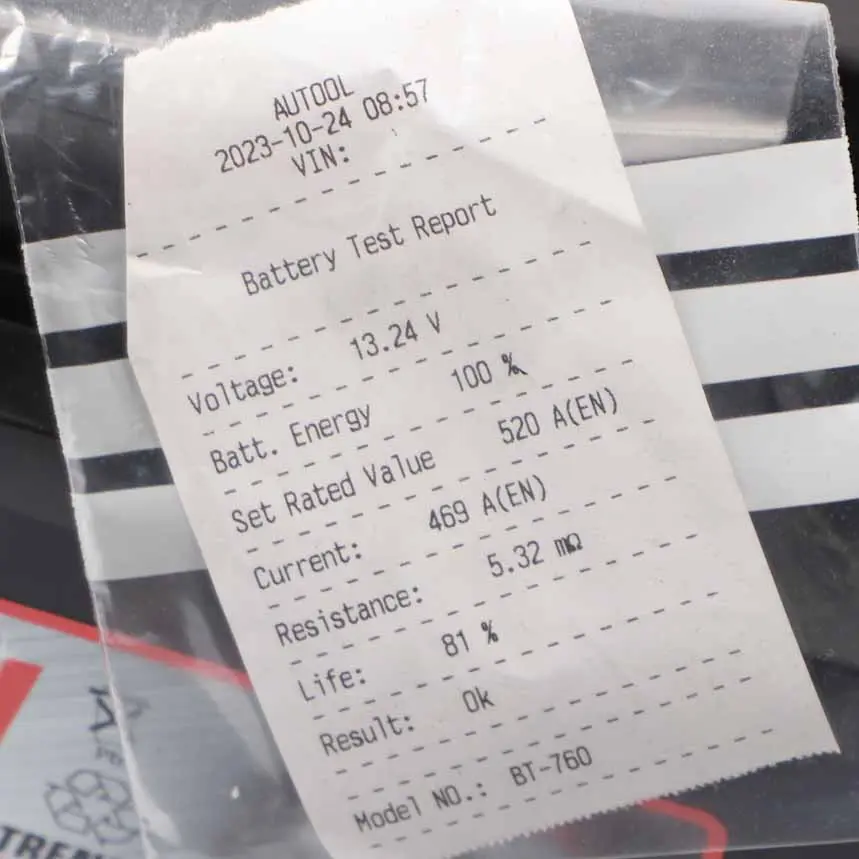 AUTOOL
2023-10-24 08:57
VIN:
Battery Test Report
Voltage: 13.24 V
Batt. Energy 100 %
Set Rated Value 520 A(EN)
Current: 469 A(EN)
Resistance: 5.32 mΩ
Life: 81 %
Result: Ok
Model NO.: BT-760